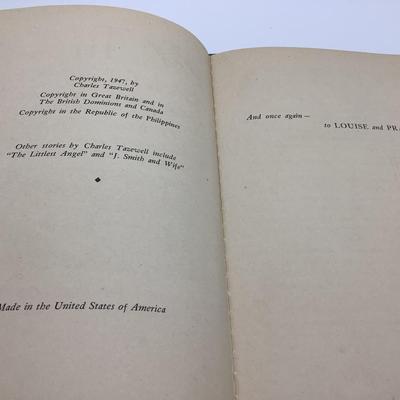 Copyright, 1947, by
Charles Tazewell
Copyright in Great Britain and in
The British Dominions and Canada
Copyright in the Republic of the Philippines
Other stories by Charles Tazewell include
"The Littlest Angel" and "J. Smith and Wife"
Made in the United States of America
And once again—
to LOUISE and